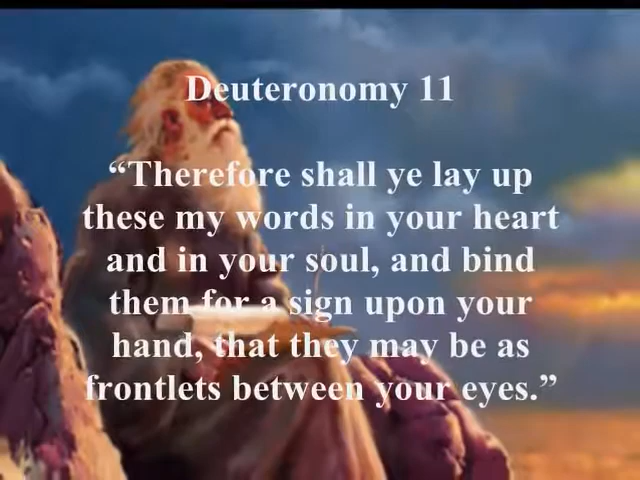 Deuteronomy 11
“Therefore shall ye lay up
these my words in your heart
and in your soul, and bind
them for a sign upon your
hand, that they may be as
frontlets between your eyes.”